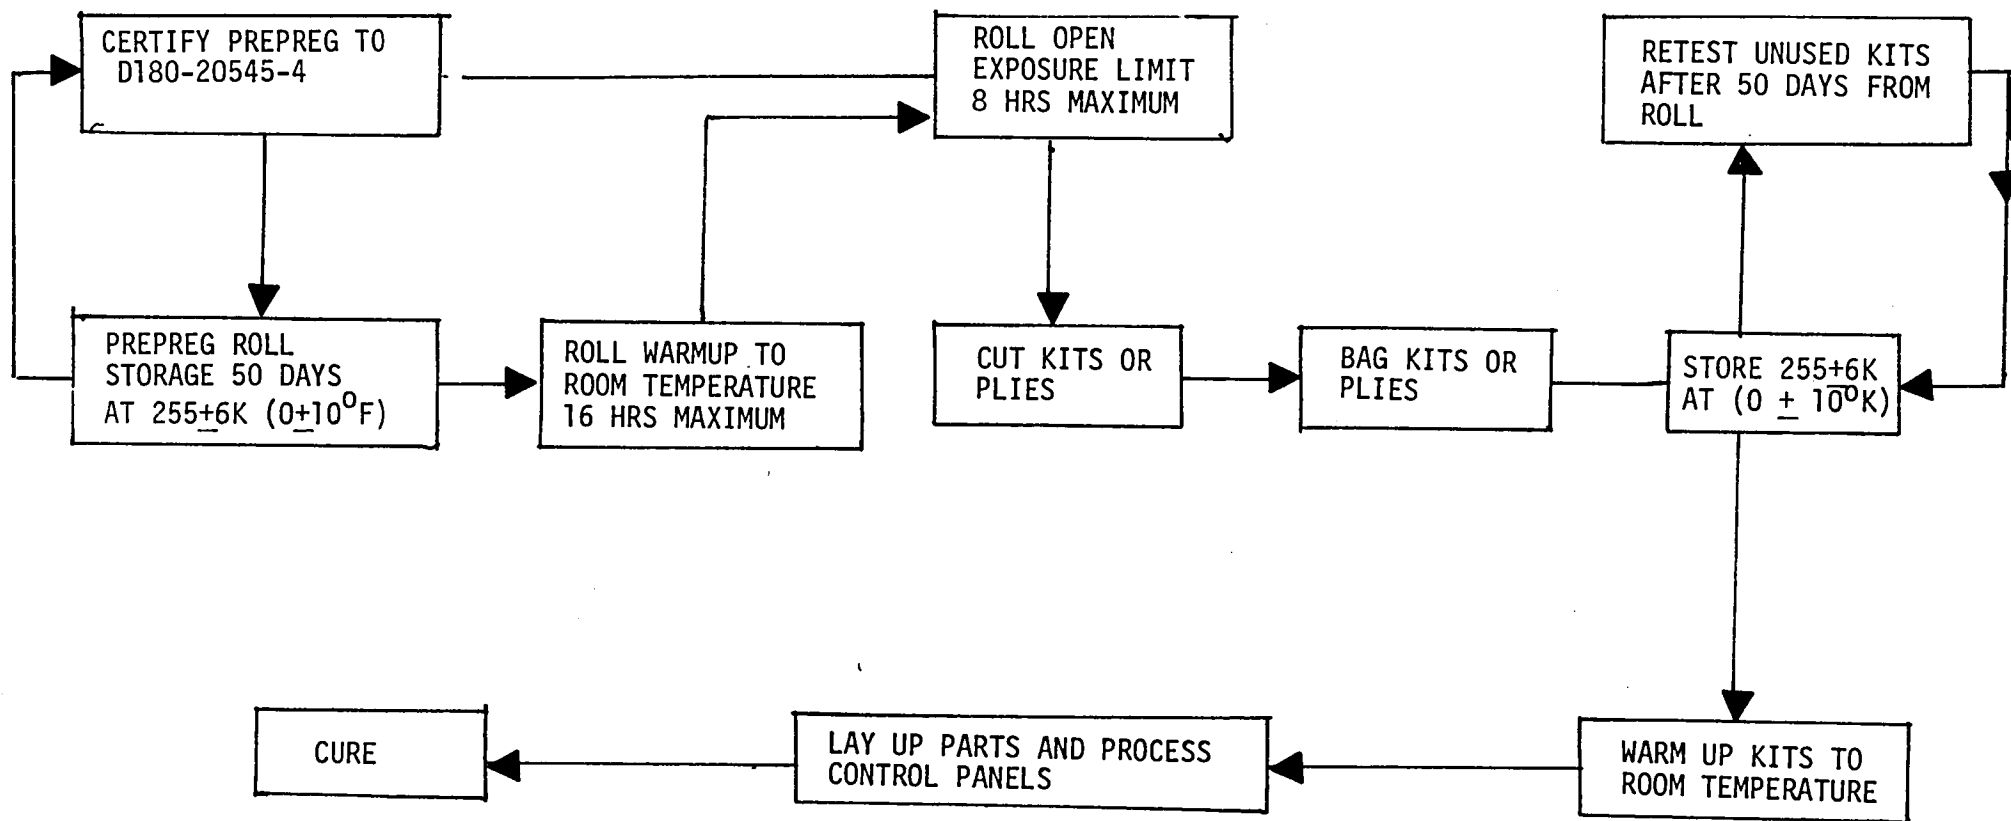 CERTIFY PREPREG TO
D180-20545-4
ROLL OPEN
EXPOSURE LIMIT
8 HRS MAXIMUM
RETEST UNUSED KITS
AFTER 50 DAYS FROM
ROLL
PREPREG ROLL
STORAGE 50 DAYS
AT 255±6K (0±10°F)
ROLL WARMUP TO
ROOM TEMPERATURE
16 HRS MAXIMUM
CUT KITS OR
PLIES
BAG KITS OR
PLIES
STORE 255±6K
AT (0 ± 10°K)
CURE
LAY UP PARTS AND PROCESS
CONTROL PANELS
WARM UP KITS TO
ROOM TEMPERATURE